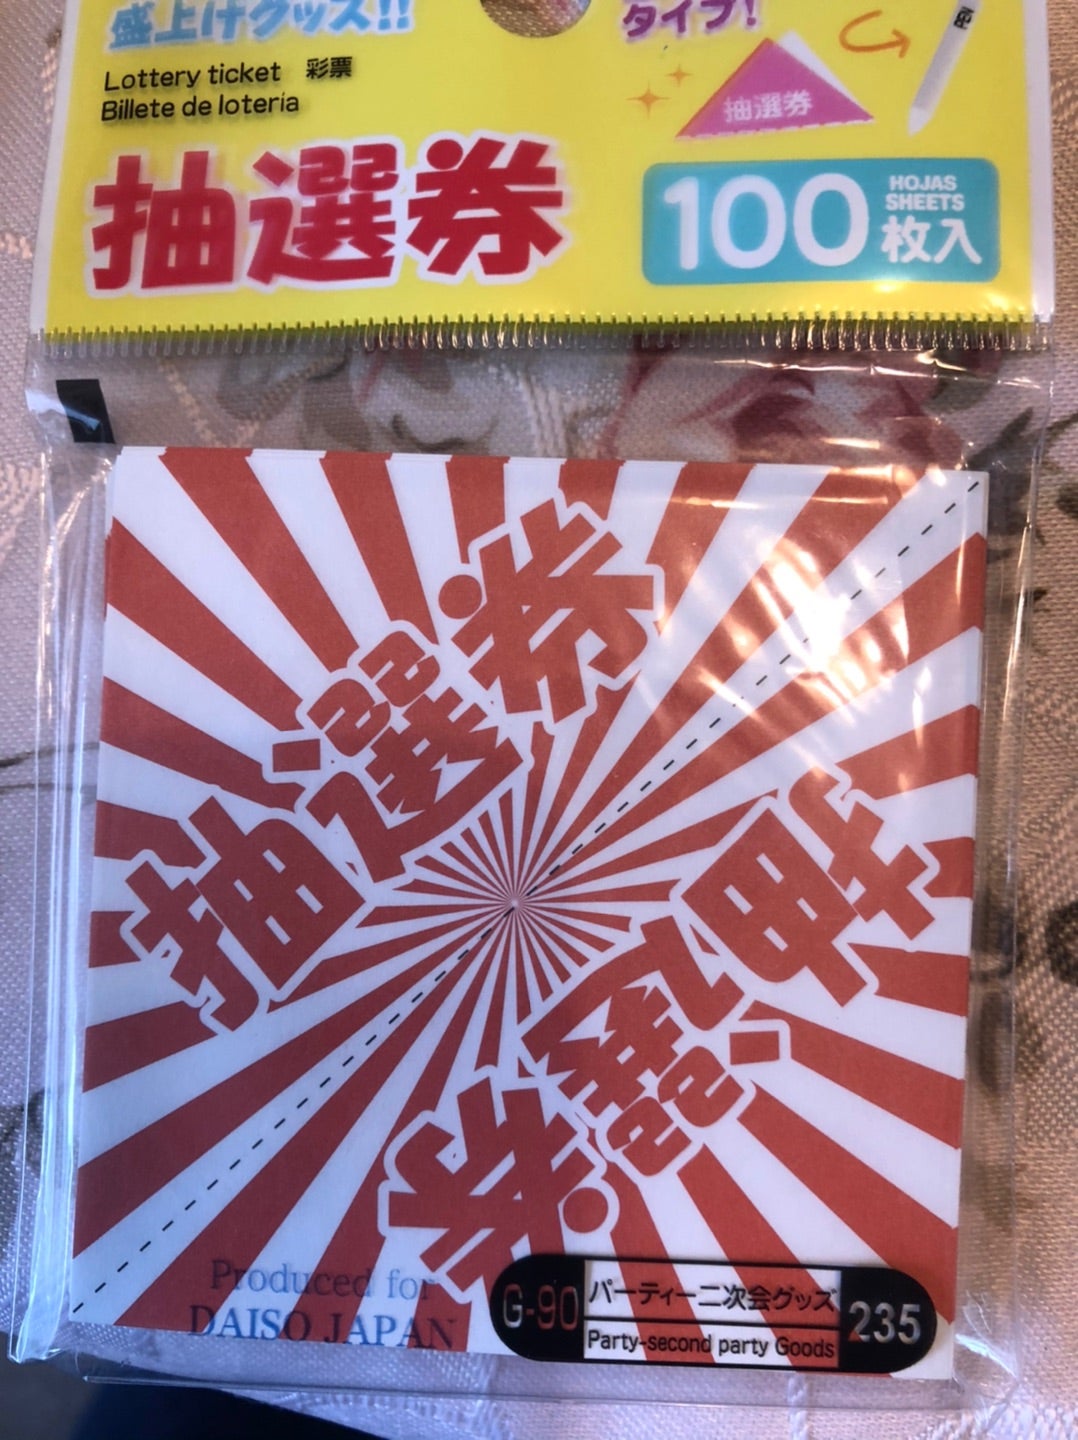 盛上げグッズ!!
タイプ!
Lottery ticket 彩票
Billete de lotería
抽選券
抽選券
100 HOJAS SHEETS 枚入
抽選券
抽選券
Produced for
DAISO JAPAN
G-90
パーティー二次会グッズ
Party-second party Goods
235